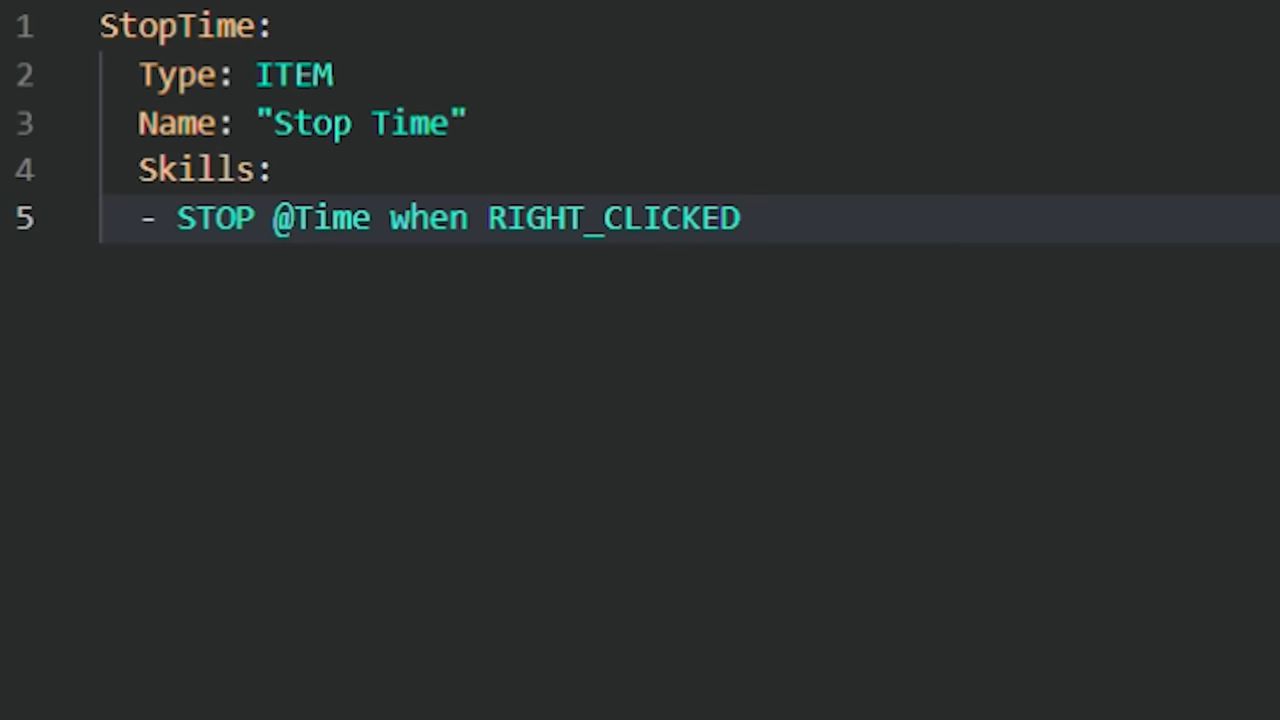 1 StopTime:
2 Type: ITEM
3 Name: "Stop Time"
4 Skills:
5 - STOP @Time when RIGHT_CLICKED